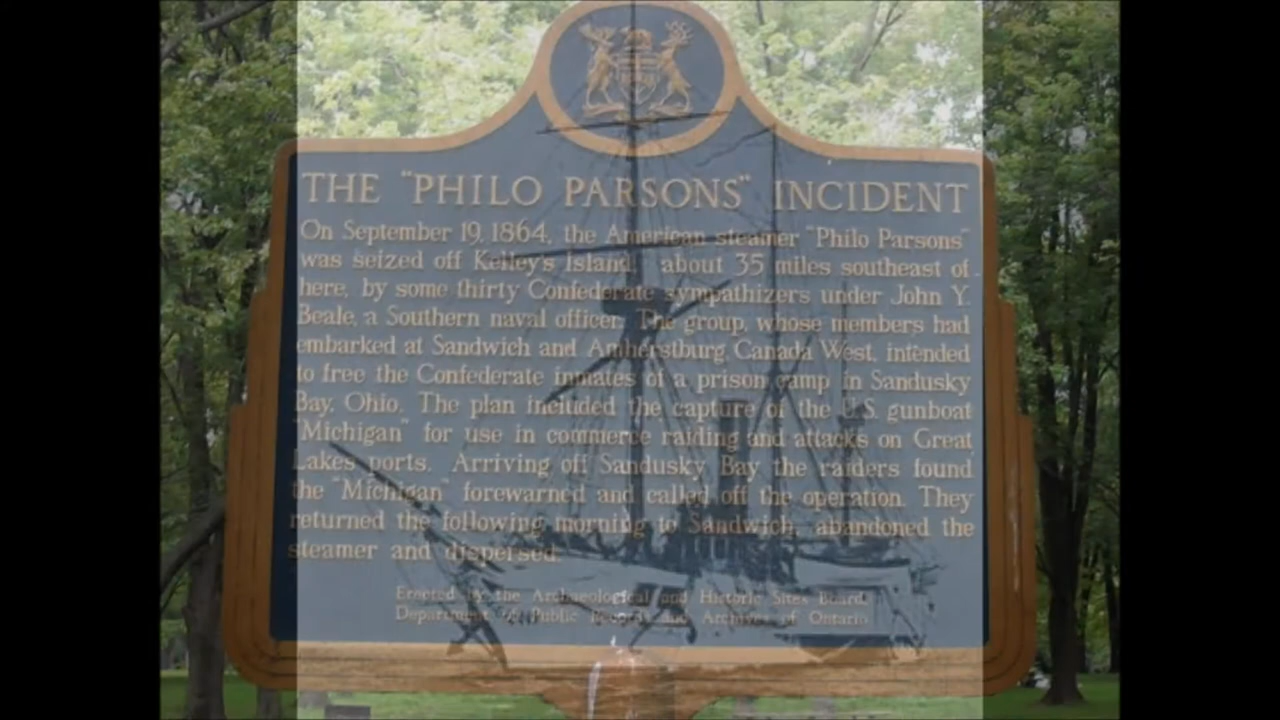 THE "PHILO PARSONS" INCIDENT
On September 19, 1864, the American steamer "Philo Parsons"
was seized off Kelley's Island, about 35 miles southeast of
here, by some thirty Confederate sympathizers under John Y.
Beale, a Southern naval officer. The group, whose members had
embarked at Sandwich and Amherstburg, Canada West, intended
to free the Confederate inmates of a prison camp in Sandusky
Bay, Ohio. The plan included the capture of the U.S. gunboat
"Michigan" for use in commerce raiding and attacks on Great
Lakes ports. Arriving off Sandusky Bay the raiders found
the "Michigan" forewarned and called off the operation. They
returned the following morning to Sandwich, abandoned the
steamer and dispersed.
Erected by the Archaeological and Historic Sites Board,
Department of Public Records and Archives of Ontario